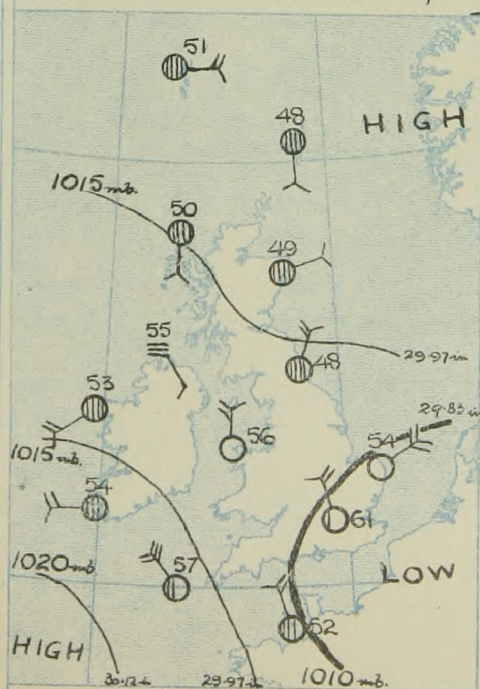 51
48
HIGH
1015 mb.
50
49
55
48
29·97 in
53
29·83 in
56
54
1015 mb.
54
61
1020 mb
57
LOW
52
HIGH
30·12 in
29·97 in
1010 mb.